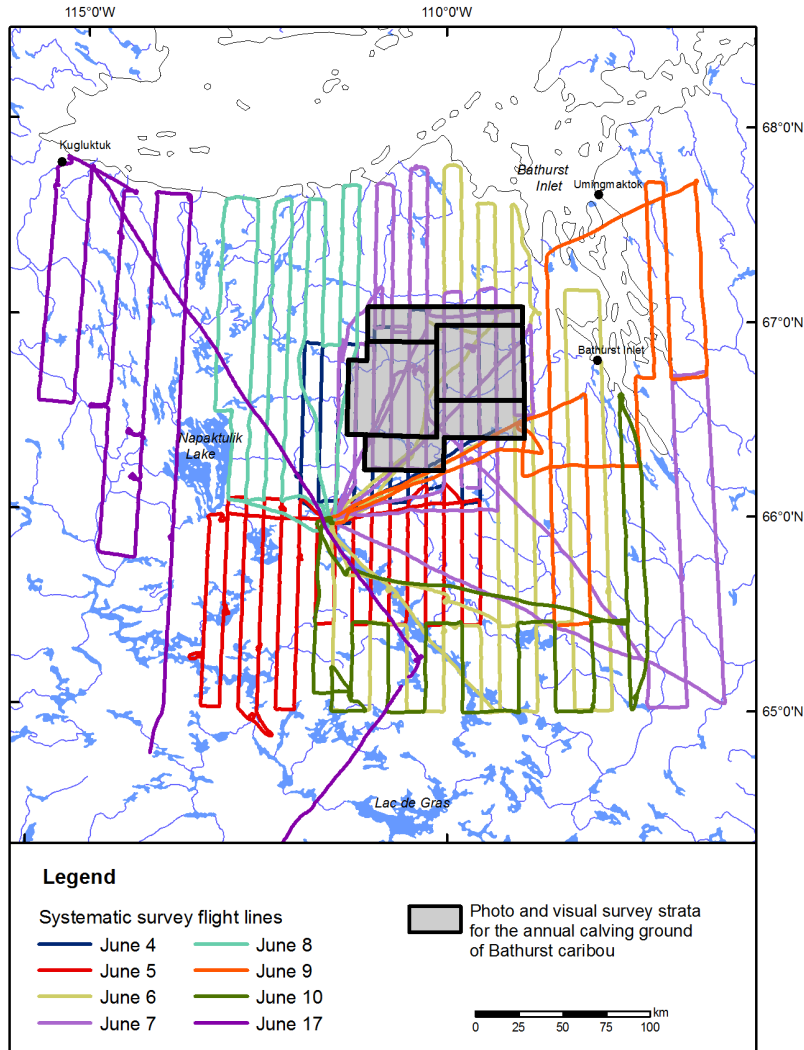 115°0'W
110°0'W
68°0'N
Kugluktuk
Bathurst
Inlet
Umingmaktok
67°0'N
Bathurst Inlet
Napaktulik
Lake
66°0'N
65°0'N
Lac de Gras
Legend
Systematic survey flight lines
June 4
June 5
June 6
June 7
June 8
June 9
June 10
June 17
Photo and visual survey strata
for the annual calving ground
of Bathurst caribou
km
0 25 50 75 100